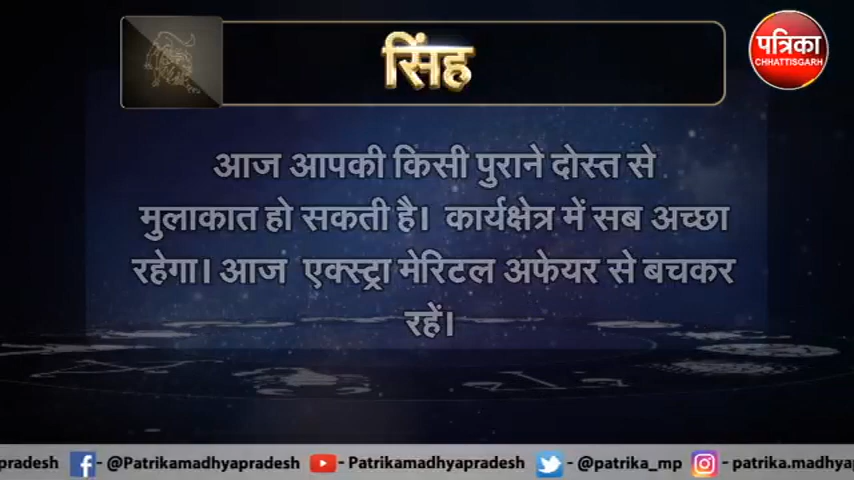 सिंह
पत्रिका
CHHATTISGARH
आज आपकी किसी पुराने दोस्त से
मुलाकात हो सकती है। कार्यक्षेत्र में सब अच्छा
रहेगा। आज एक्स्ट्रा मेरिटल अफेयर से बचकर
रहें।
pradesh - @Patrikamadhyapradesh - Patrikamadhyapradesh - @patrika_mp - patrika.madhyap